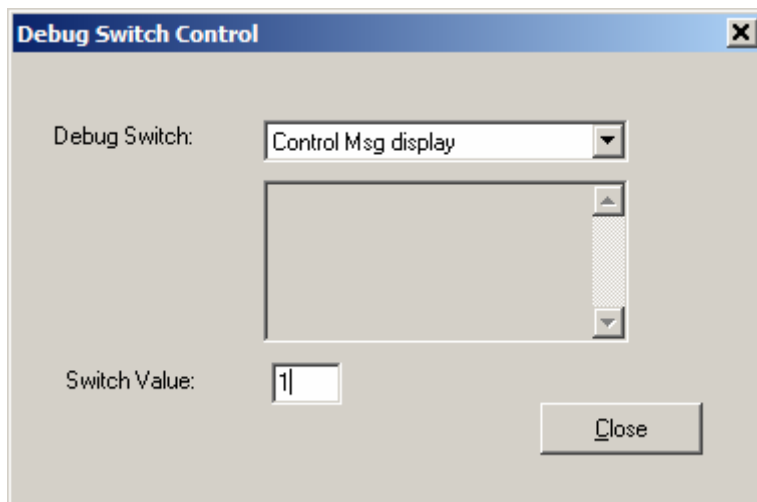 Debug Switch Control
Debug Switch: Control Msg display
Switch Value: 1
Close